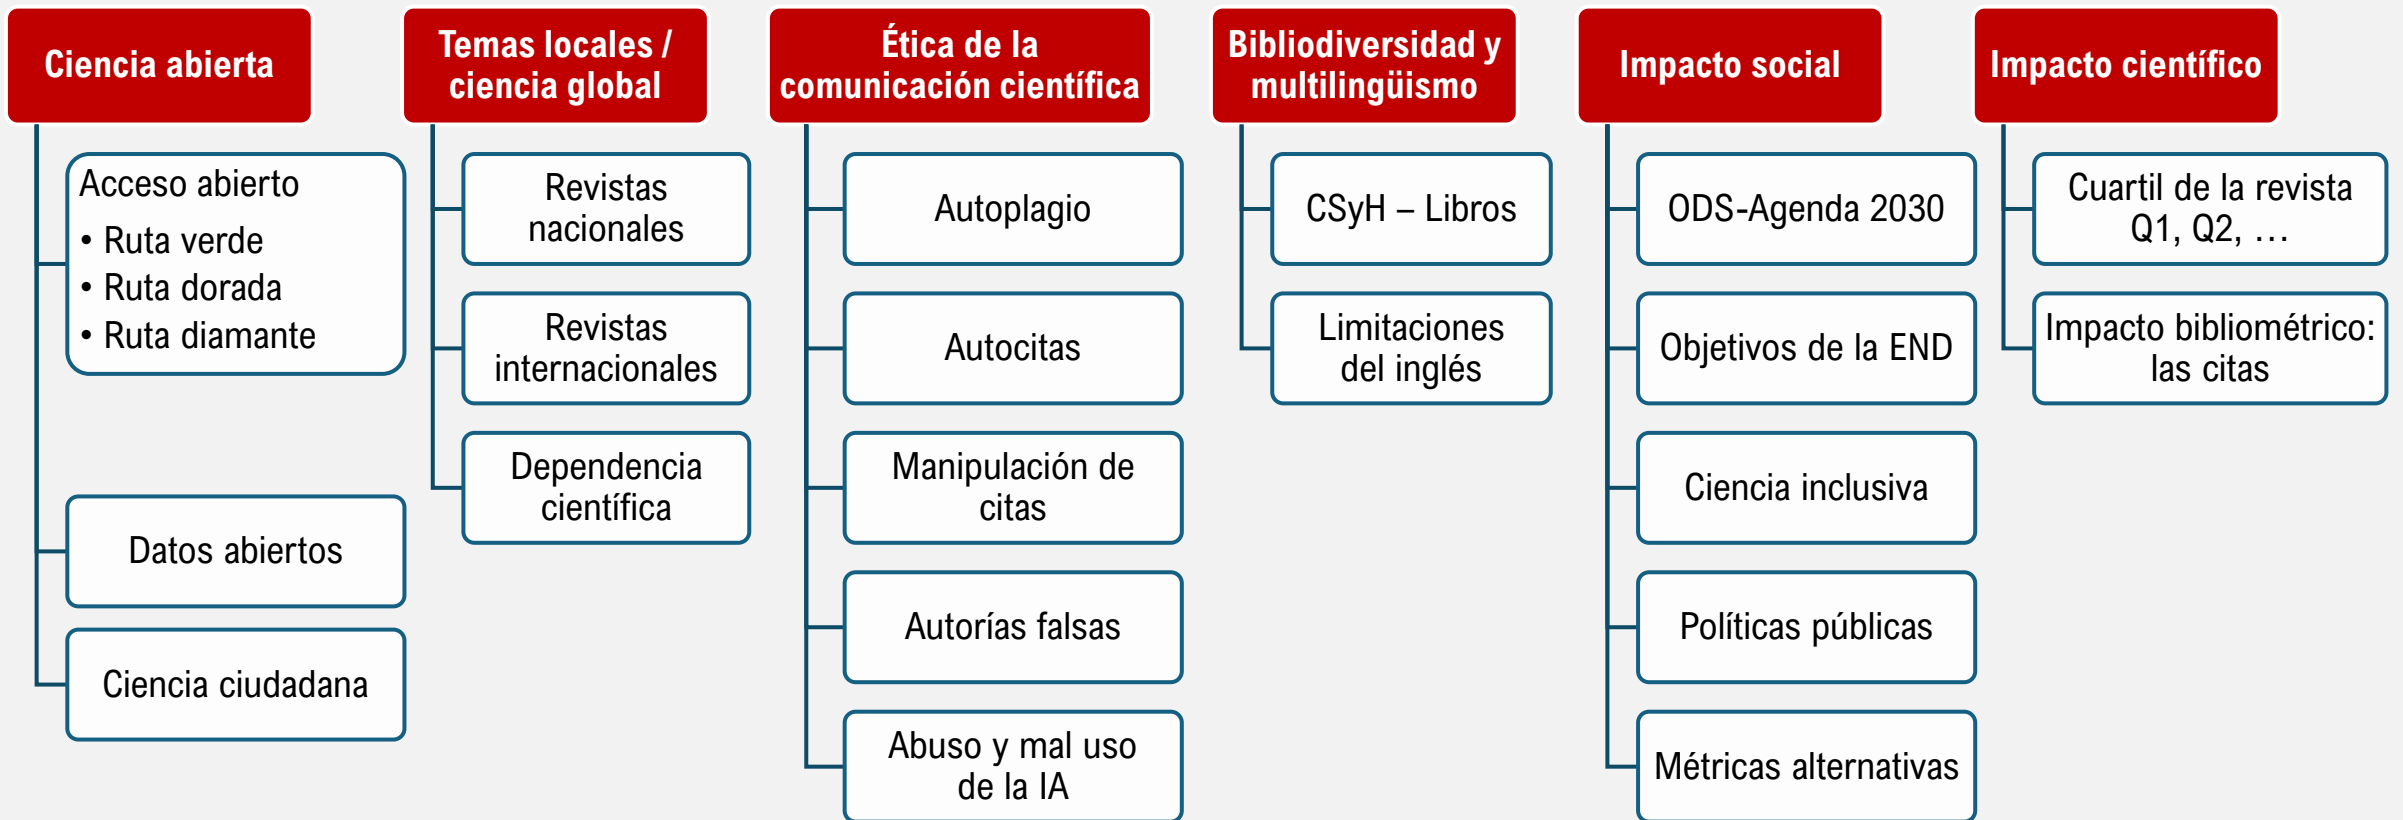 Ciencia abierta
Acceso abierto
• Ruta verde
• Ruta dorada
• Ruta diamante
Datos abiertos
Ciencia ciudadana
Temas locales /
ciencia global
Revistas
nacionales
Revistas
internacionales
Dependencia
científica
Ética de la
comunicación científica
Autoplagio
Autocitas
Manipulación de
citas
Autorías falsas
Abuso y mal uso
de la IA
Bibliodiversidad y
multilingüismo
CSyH – Libros
Limitaciones
del inglés
Impacto social
ODS-Agenda 2030
Objetivos de la END
Ciencia inclusiva
Políticas públicas
Métricas alternativas
Impacto científico
Cuartil de la revista
Q1, Q2, …
Impacto bibliométrico:
las citas